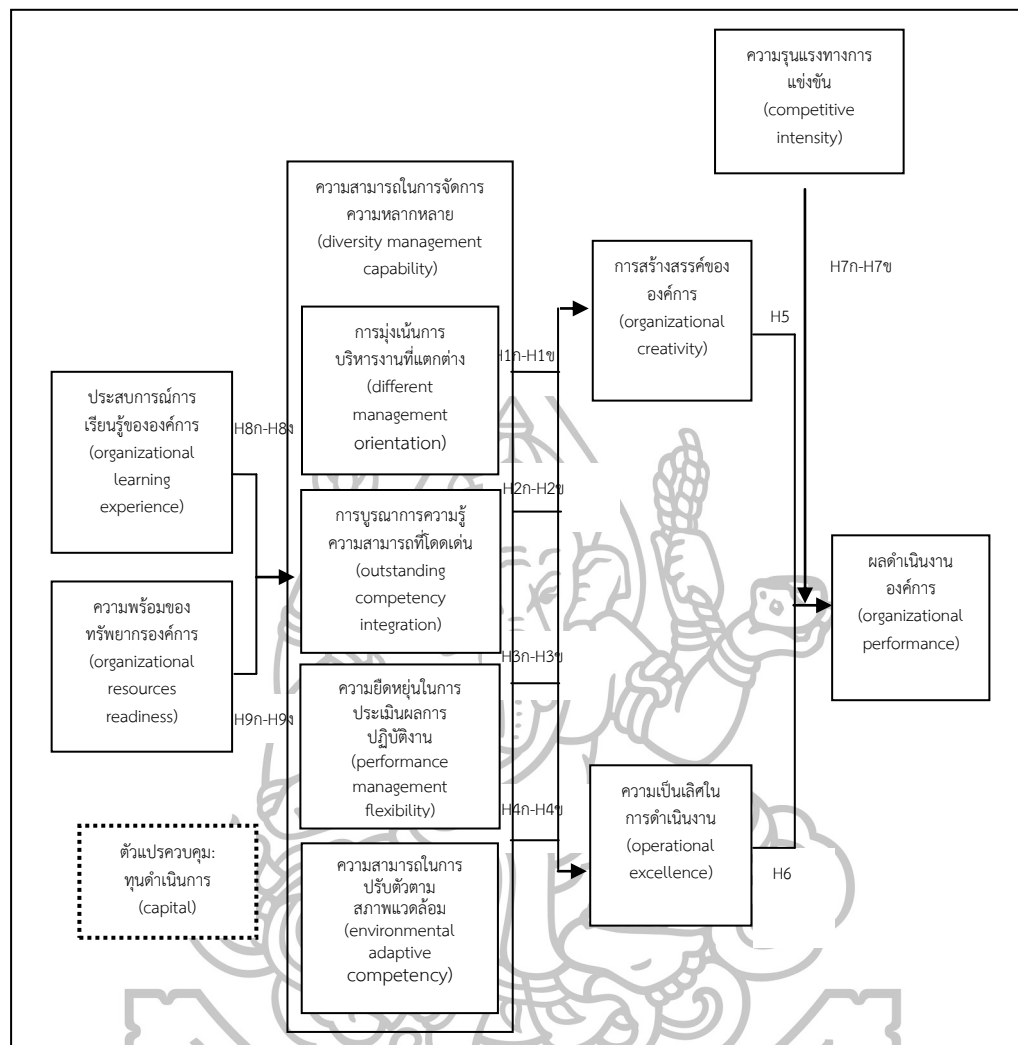 ความรุนแรงทางการ
แข่งขัน
(competitive
intensity)
ความสามารถในการจัดการ
ความหลากหลาย
(diversity management
capability)
การมุ่งเน้นการ
บริหารงานที่แตกต่าง
(different
management
orientation)
การบูรณาการความรู้
ความสามารถที่โดดเด่น
(outstanding
competency
integration)
ความยืดหยุ่นในการ
ประเมินผลการ
ปฏิบัติงาน
(performance
management
flexibility)
ความสามารถในการ
ปรับตัวตาม
สภาพแวดล้อม
(environmental
adaptive
competency)
ประสบการณ์การ
เรียนรู้ขององค์การ
(organizational
learning
experience)
ความพร้อมของ
ทรัพยากรองค์การ
(organizational
resources
readiness)
H8ก-H8ง
H9ก-H9ง
ตัวแปรควบคุม:
ทุนดำเนินการ
(capital)
H1ก-H1ข
H2ก-H2ข
H3ก-H3ข
H4ก-H4ข
การสร้างสรรค์ของ
องค์การ
(organizational
creativity)
ความเป็นเลิศใน
การดำเนินงาน
(operational
excellence)
H5
H6
H7ก-H7ข
ผลดำเนินงาน
องค์การ
(organizational
performance)